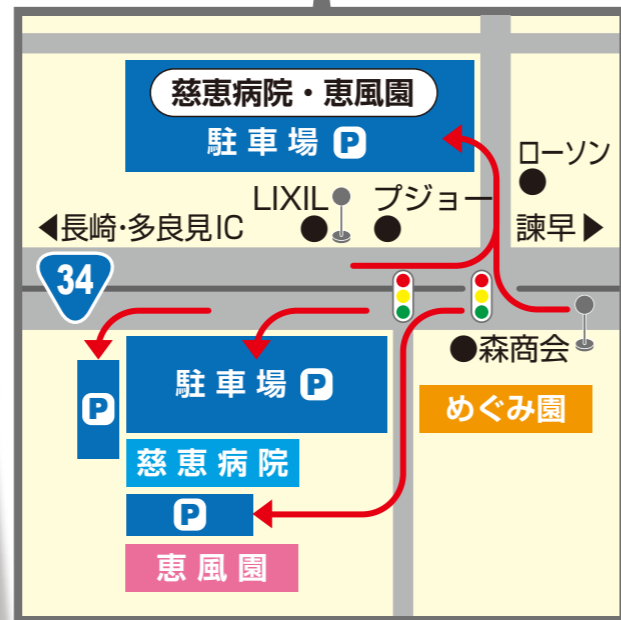 慈恵病院・恵風園
駐車場 P
ローソン
LIXIL
プジョー
◀長崎・多良見IC
諫早▶
34
森商会
駐車場 P
P
めぐみ園
慈恵病院
P
恵風園